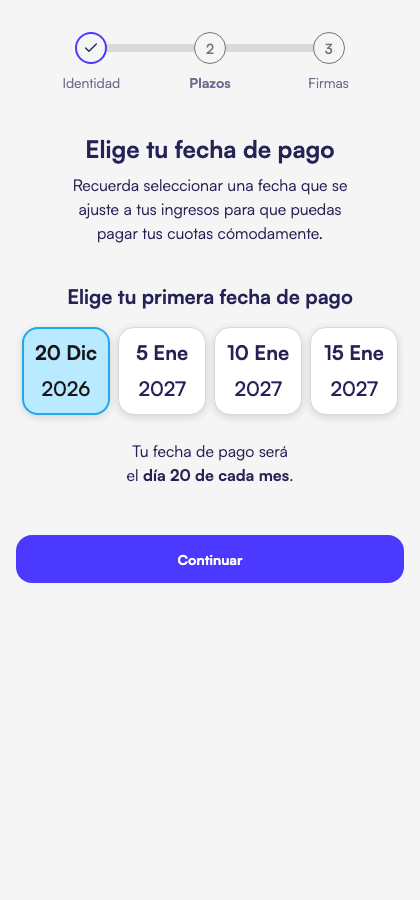 2
3
Identidad
Plazos
Firmas
Elige tu fecha de pago
Recuerda seleccionar una fecha que se
ajuste a tus ingresos para que puedas
pagar tus cuotas cómodamente.
Elige tu primera fecha de pago
20 Dic
2026
5 Ene
2027
10 Ene
2027
15 Ene
2027
Tu fecha de pago será
el día 20 de cada mes.
Continuar